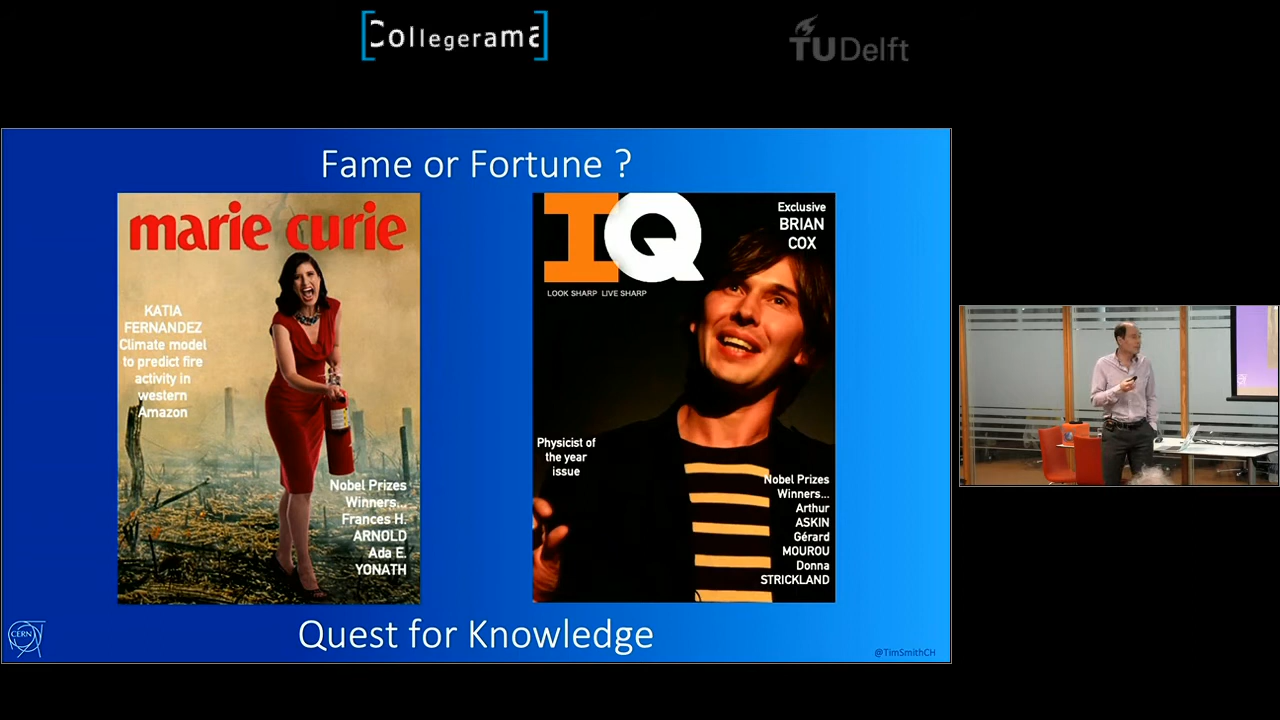 Collegerama
TUDelft
Fame or Fortune ?
marie curie
KATIA
FERNANDEZ
Climate model
to predict fire
activity in
western
Amazon
Nobel Prizes
Winners...
Frances H.
ARNOLD
Ada E.
YONATH
IQ
LOOK SHARP LIVE SHARP
Exclusive
BRIAN
COX
Physicist of
the year
issue
Nobel Prizes
Winners...
Arthur
ASKIN
Gérard
MOUROU
Donna
STRICKLAND
Quest for Knowledge
CERN
@TimSmithCH